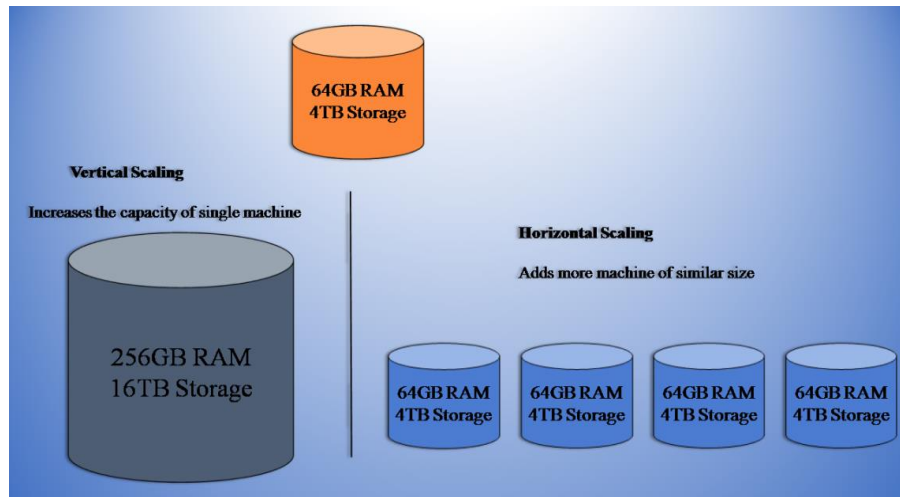 64GB RAM
4TB Storage
Vertical Scaling
Increases the capacity of single machine
256GB RAM
16TB Storage
Horizontal Scaling
Adds more machine of similar size
64GB RAM
4TB Storage
64GB RAM
4TB Storage
64GB RAM
4TB Storage
64GB RAM
4TB Storage